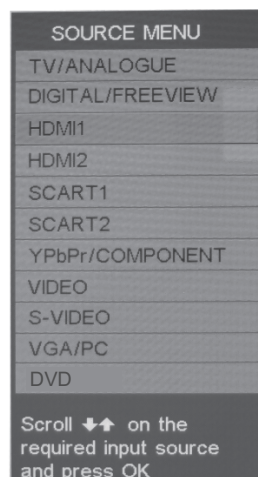 SOURCE MENU
TV/ANALOGUE
DIGITAL/FREEVIEW
HDMI1
HDMI2
SCART1
SCART2
YPbPr/COMPONENT
VIDEO
S-VIDEO
VGA/PC
DVD
Scroll ↓↑ on the
required input source
and press OK